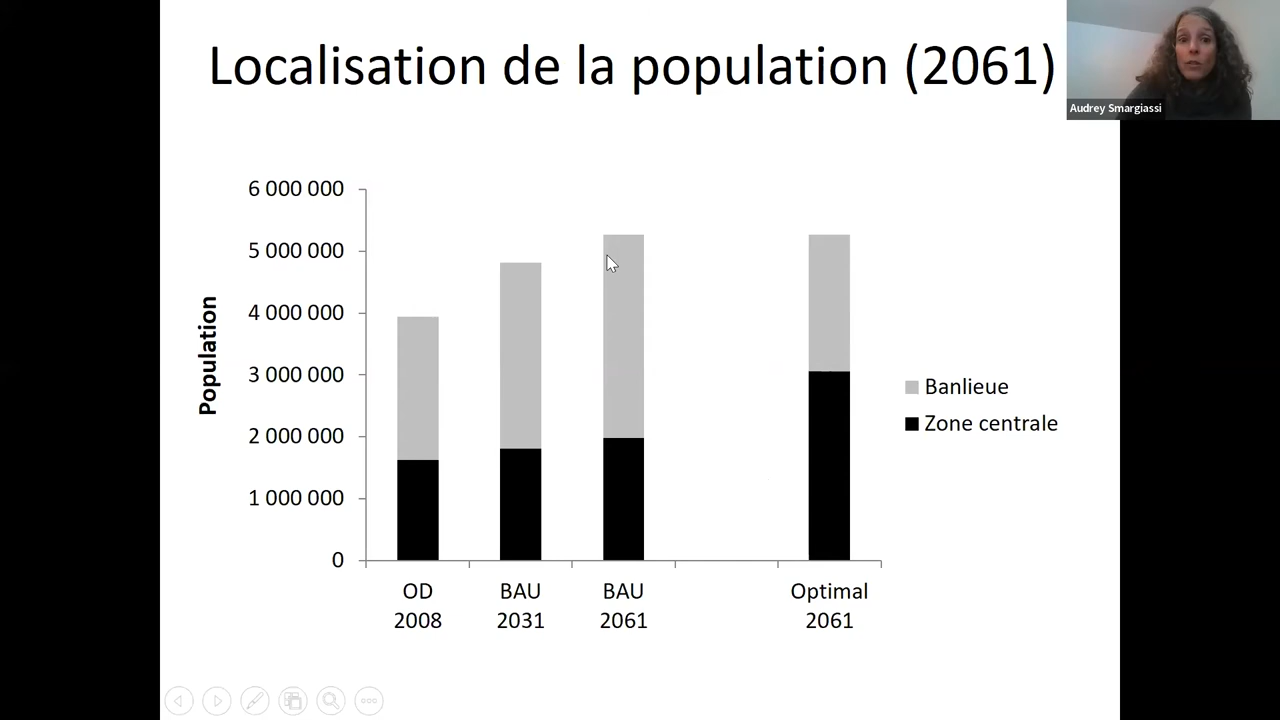 Localisation de la population (2061)
Audrey Smargiassi
6 000 000
5 000 000
4 000 000
3 000 000
2 000 000
1 000 000
0
Population
Banlieue
Zone centrale
OD
2008
BAU
2031
BAU
2061
Optimal
2061